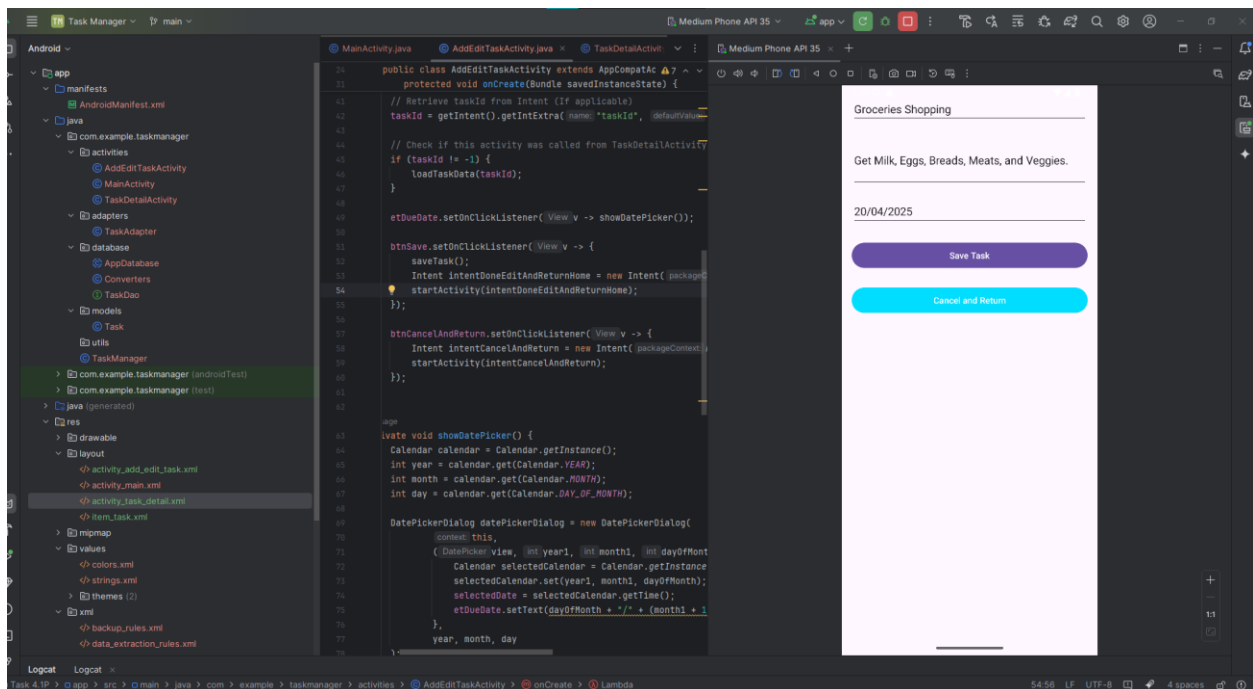 TM Task Manager
main
Medium Phone API 35
app
Android
MainActivity.java
AddEditTaskActivity.java
TaskDetailActivit
Medium Phone API 35
app
manifests
AndroidManifest.xml
java
com.example.taskmanager
activities
AddEditTaskActivity
MainActivity
TaskDetailActivity
adapters
TaskAdapter
database
AppDatabase
Converters
TaskDao
models
Task
utils
TaskManager
com.example.taskmanager (androidTest)
com.example.taskmanager (test)
java (generated)
res
drawable
layout
activity_add_edit_task.xml
activity_main.xml
activity_task_detail.xml
item_task.xml
mipmap
values
colors.xml
strings.xml
themes (2)
xml
backup_rules.xml
data_extraction_rules.xml
24 public class AddEditTaskActivity extends AppCompatAc 7
31 protected void onCreate(Bundle savedInstanceState) {
41 // Retrieve taskId from Intent (If applicable)
42 taskId = getIntent().getIntExtra( name: "taskId", defaultValue
43
44 // Check if this activity was called from TaskDetailActivity
45 if (taskId != -1) {
46 loadTaskData(taskId);
47 }
48
49 etDueDate.setOnClickListener( View v -> showDatePicker());
50
51 btnSave.setOnClickListener( View v -> {
52 saveTask();
53 Intent intentDoneEditAndReturnHome = new Intent( packageC
54 startActivity(intentDoneEditAndReturnHome);
55 });
56
57 btnCancelAndReturn.setOnClickListener( View v -> {
58 Intent intentCancelAndReturn = new Intent( packageContext:
59 startActivity(intentCancelAndReturn);
60 });
61
62
age
63 ivate void showDatePicker() {
64 Calendar calendar = Calendar.getInstance();
65 int year = calendar.get(Calendar.YEAR);
66 int month = calendar.get(Calendar.MONTH);
67 int day = calendar.get(Calendar.DAY_OF_MONTH);
68
69 DatePickerDialog datePickerDialog = new DatePickerDialog(
70 context: this,
71 ( DatePicker view, int year1, int month1, int dayOfMont
72 Calendar selectedCalendar = Calendar.getInstance
73 selectedCalendar.set(year1, month1, dayOfMonth);
74 selectedDate = selectedCalendar.getTime();
75 etDueDate.setText(dayOfMonth + "/" + (month1 + 1
76 },
77 year, month, day
78
Groceries Shopping
Get Milk, Eggs, Breads, Meats, and Veggies.
20/04/2025
Save Task
Cancel and Return
1:1
Logcat
Logcat
Task 4.1P > app > src > main > java > com > example > taskmanager > activities > AddEditTaskActivity > onCreate > Lambda
54:56 LF UTF-8 4 spaces